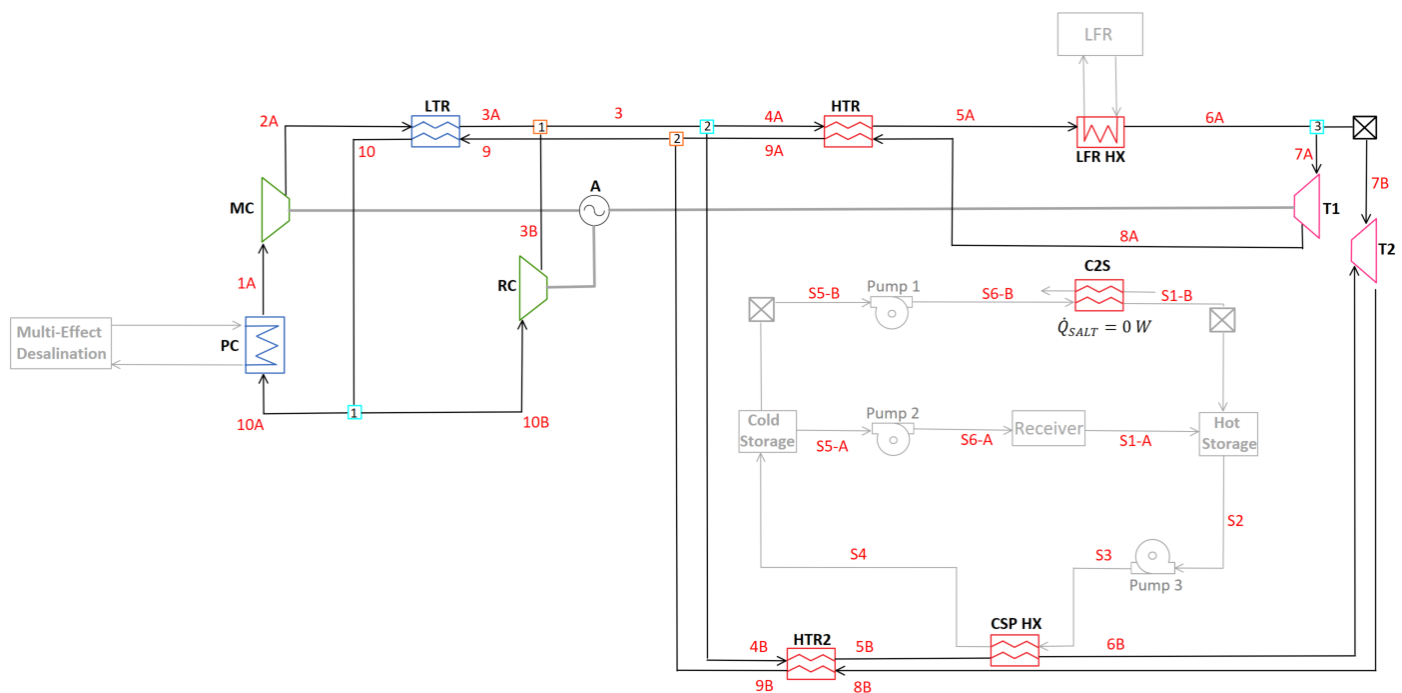 LFR
LTR
3A
3
HTR
2A
4A
5A
6A
1
2
3
10
9
2
9A
LFR HX
7A
7B
A
MC
T1
3B
8A
T2
RC
C2S
1A
Pump 1
S5-B
S6-B
S1-B
Q̇SALT = 0 W
Multi-Effect
Desalination
PC
1
10A
10B
Cold
Storage
Pump 2
S5-A
S6-A
Receiver
S1-A
Hot
Storage
S2
S4
S3
Pump 3
CSP HX
HTR2
4B
5B
6B
9B
8B